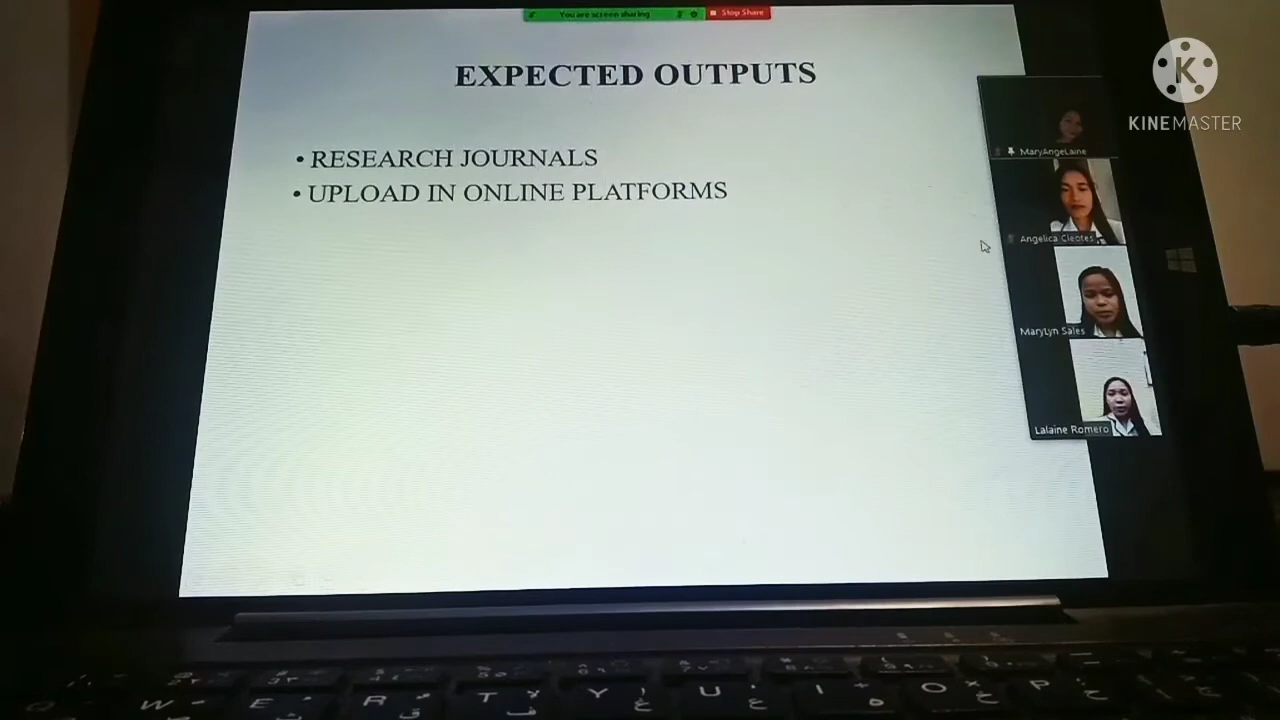 You are screen sharing
Stop Share
EXPECTED OUTPUTS
• RESEARCH JOURNALS
• UPLOAD IN ONLINE PLATFORMS
K
KINEMASTER
MaryAngeLaine
Angelica Cleotes
MaryLyn Sales
Lalaine Romero
W E R T Y U I O P